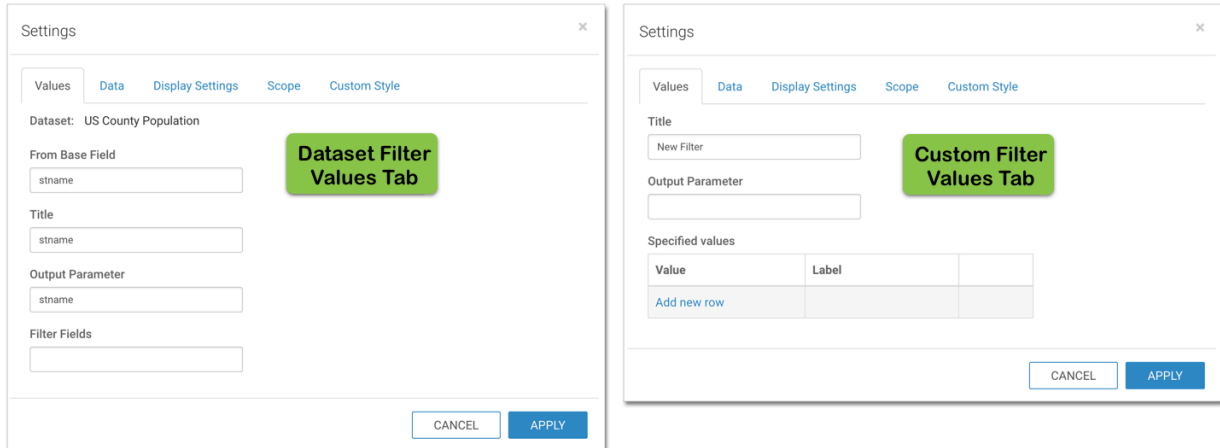 Settings ×
Values Data Display Settings Scope Custom Style
Dataset: US County Population
From Base Field
stname
Title
stname
Output Parameter
stname
Filter Fields
CANCEL APPLY
Dataset Filter
Values Tab
Settings ×
Values Data Display Settings Scope Custom Style
Title
New Filter
Output Parameter
Specified values
Value Label
Add new row
CANCEL APPLY
Custom Filter
Values Tab